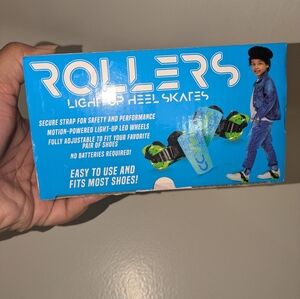 ROLLERS
LIGHT-UP HEEL SKATES
SECURE STRAP FOR SAFETY AND PERFORMANCE
MOTION-POWERED LIGHT-UP LED WHEELS
FULLY ADJUSTABLE TO FIT YOUR FAVORITE
PAIR OF SHOES
NO BATTERIES REQUIRED!
EASY TO USE AND
FITS MOST SHOES!